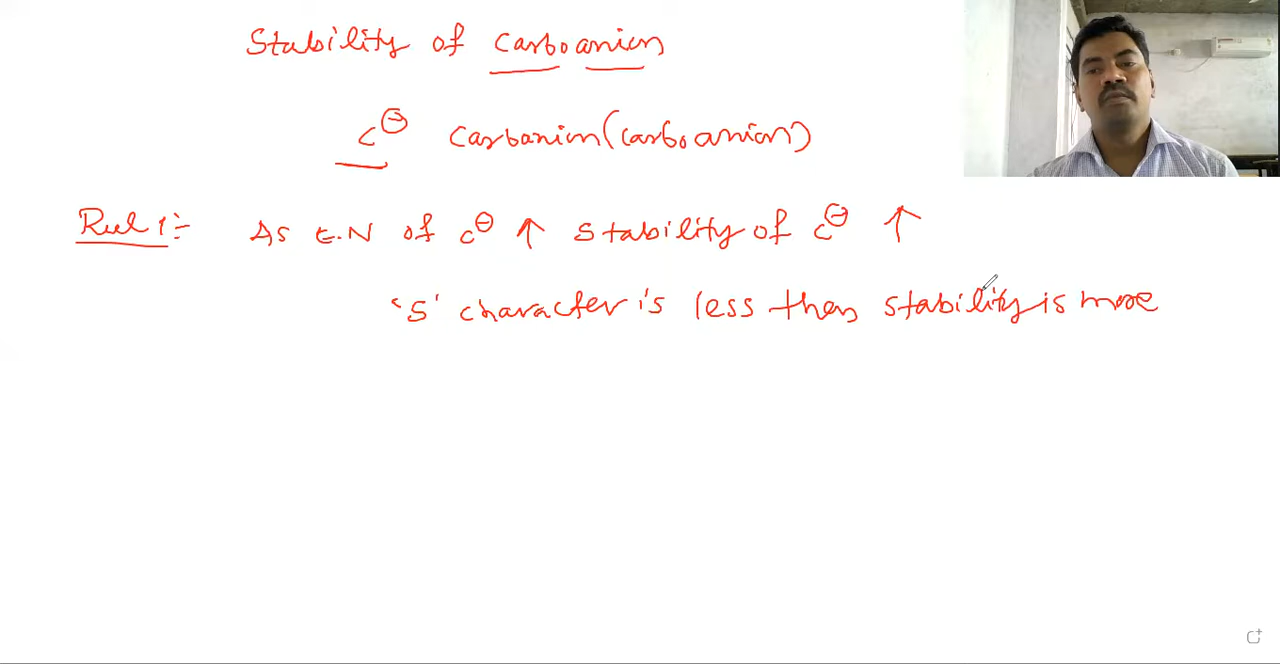 Stability of Carboanion
C⊖ Carbanion (Carboanion)
Rul 1:- As E.N of C⊖ ↑ Stability of C⊖ ↑
'S' character is less then stability is more